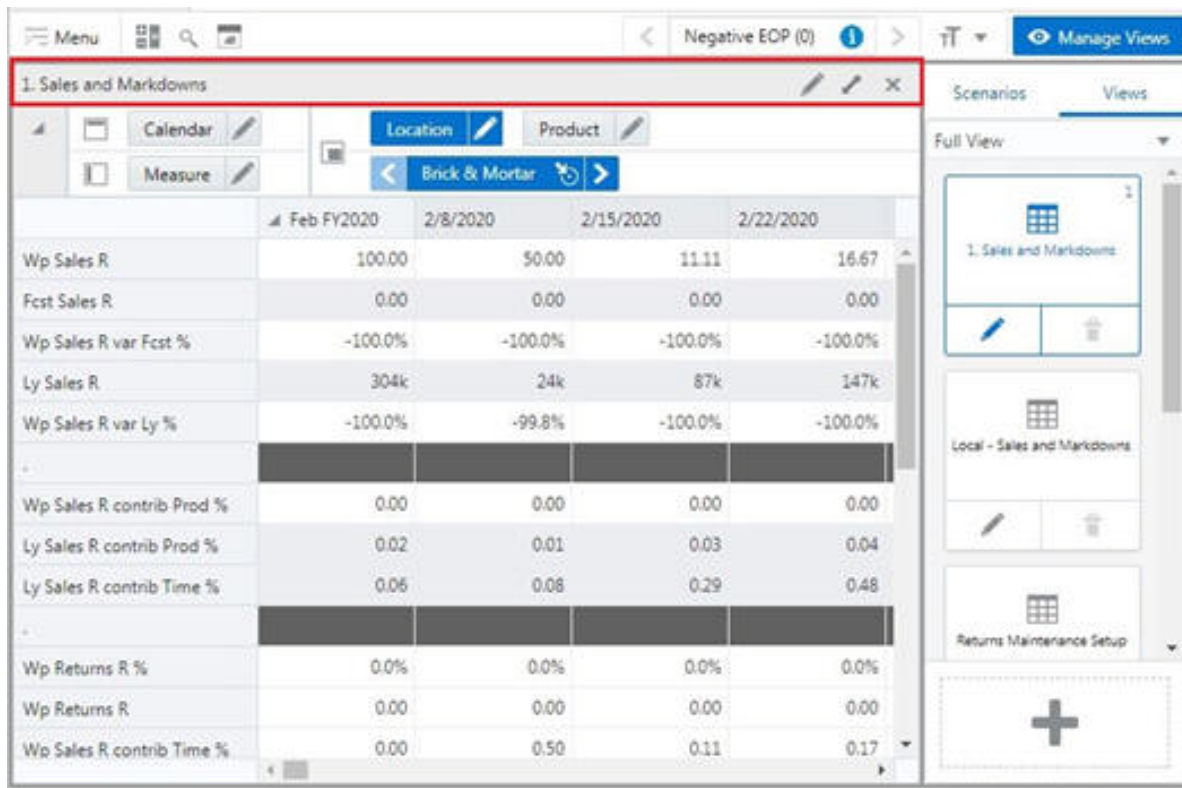 Menu Negative EOP (0) i Manage Views
1. Sales and Markdowns
Scenarios Views
Calendar Location Product
Full View
Measure Brick & Mortar
Feb FY2020 2/8/2020 2/15/2020 2/22/2020
1
1. Sales and Markdowns
Wp Sales R 100.00 50.00 11.11 16.67
Fcst Sales R 0.00 0.00 0.00 0.00
Wp Sales R var Fcst % -100.0% -100.0% -100.0% -100.0%
Ly Sales R 304k 24k 87k 147k
Wp Sales R var Ly % -100.0% -99.8% -100.0% -100.0%
.
Local - Sales and Markdowns
Wp Sales R contrib Prod % 0.00 0.00 0.00 0.00
Ly Sales R contrib Prod % 0.02 0.01 0.03 0.04
Ly Sales R contrib Time % 0.06 0.08 0.29 0.48
.
Returns Maintenance Setup
Wp Returns R % 0.0% 0.0% 0.0% 0.0%
Wp Returns R 0.00 0.00 0.00 0.00
Wp Sales R contrib Time % 0.00 0.50 0.11 0.17